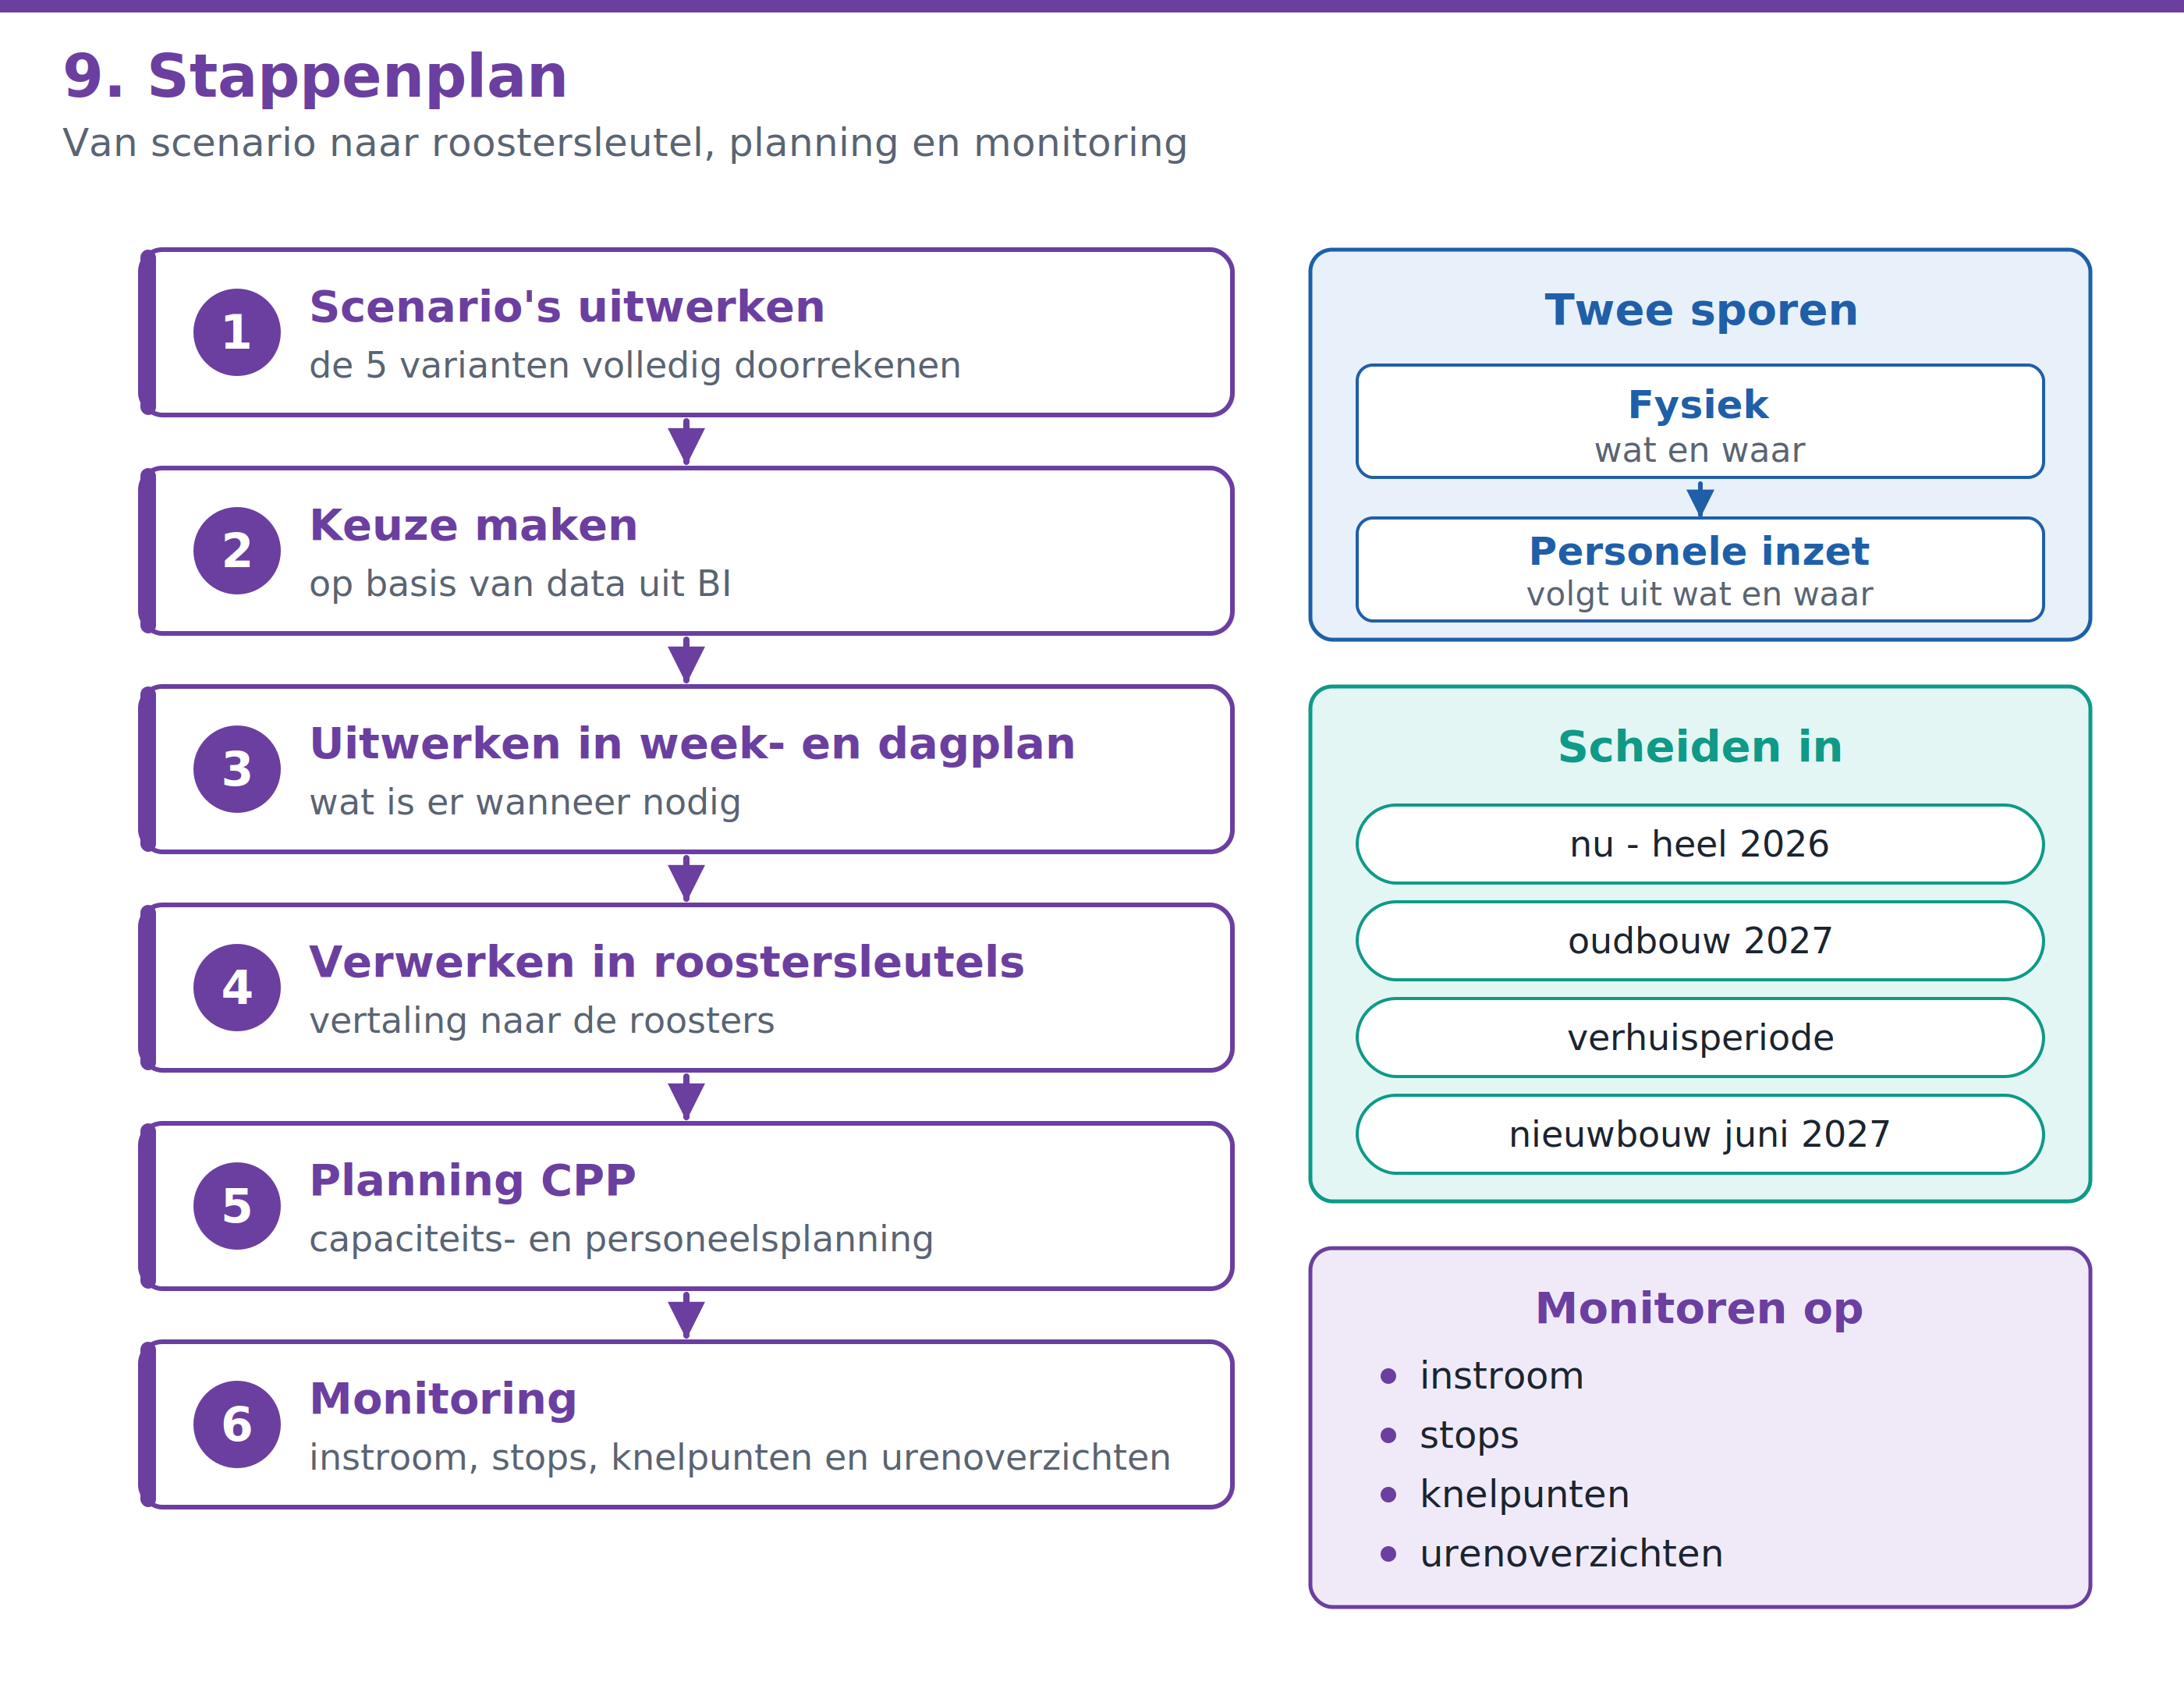 9. Stappenplan
Van scenario naar roostersleutel, planning en monitoring
1
Scenario's uitwerken
de 5 varianten volledig doorrekenen
2
Keuze maken
op basis van data uit BI
3
Uitwerken in week- en dagplan
wat is er wanneer nodig
4
Verwerken in roostersleutels
vertaling naar de roosters
5
Planning CPP
capaciteits- en personeelsplanning
6
Monitoring
instroom, stops, knelpunten en urenoverzichten
Twee sporen
Fysiek
wat en waar
Personele inzet
volgt uit wat en waar
Scheiden in
nu - heel 2026
oudbouw 2027
verhuisperiode
nieuwbouw juni 2027
Monitoren op
• instroom
• stops
• knelpunten
• urenoverzichten